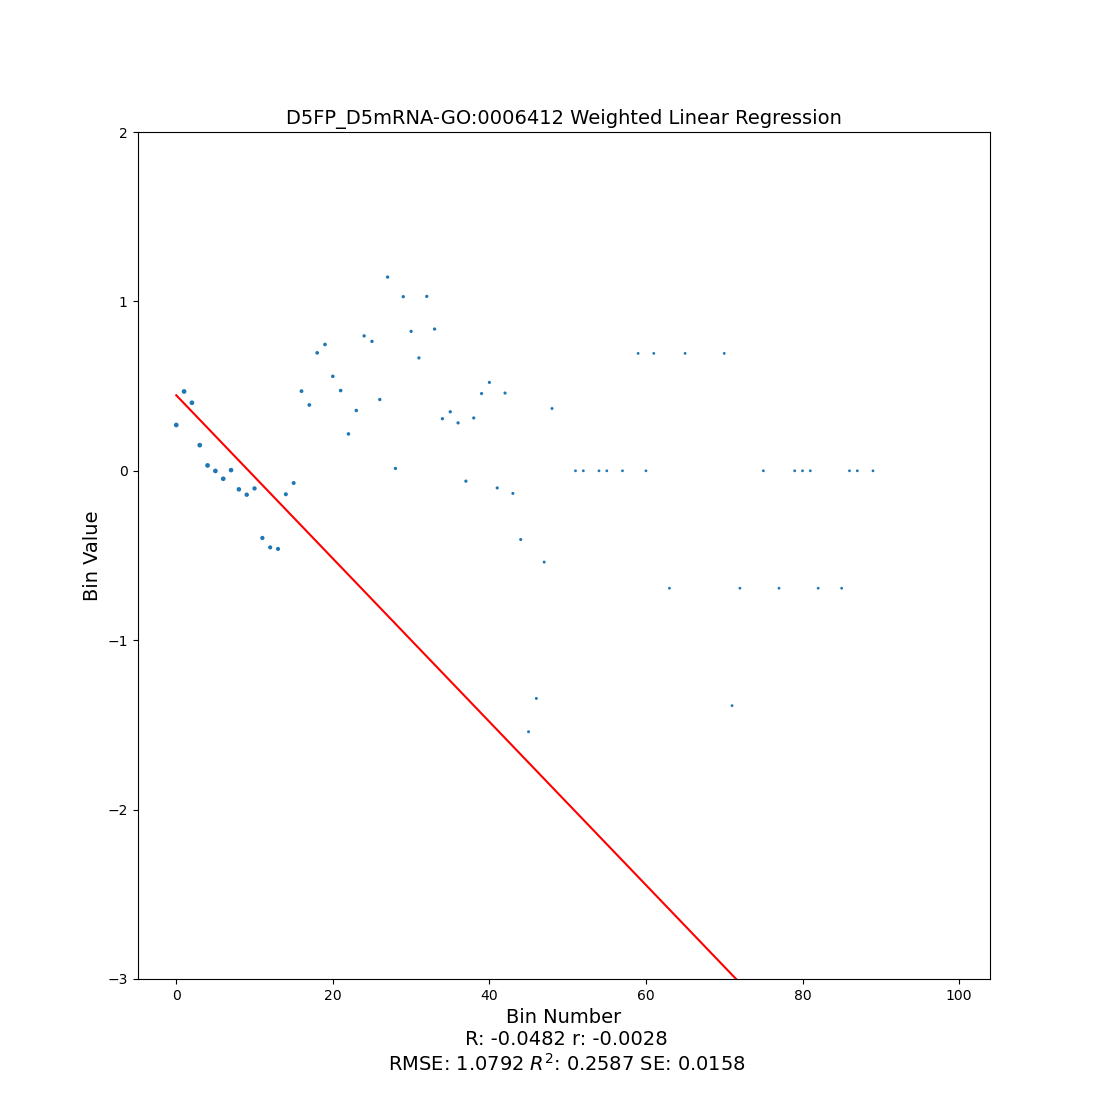 D5FP_D5mRNA-GO:0006412 Weighted Linear Regression
2
1
0
−1
−2
−3
Bin Value
0 20 40 60 80 100
Bin Number
R: -0.0482 r: -0.0028
RMSE: 1.0792 R²: 0.2587 SE: 0.0158